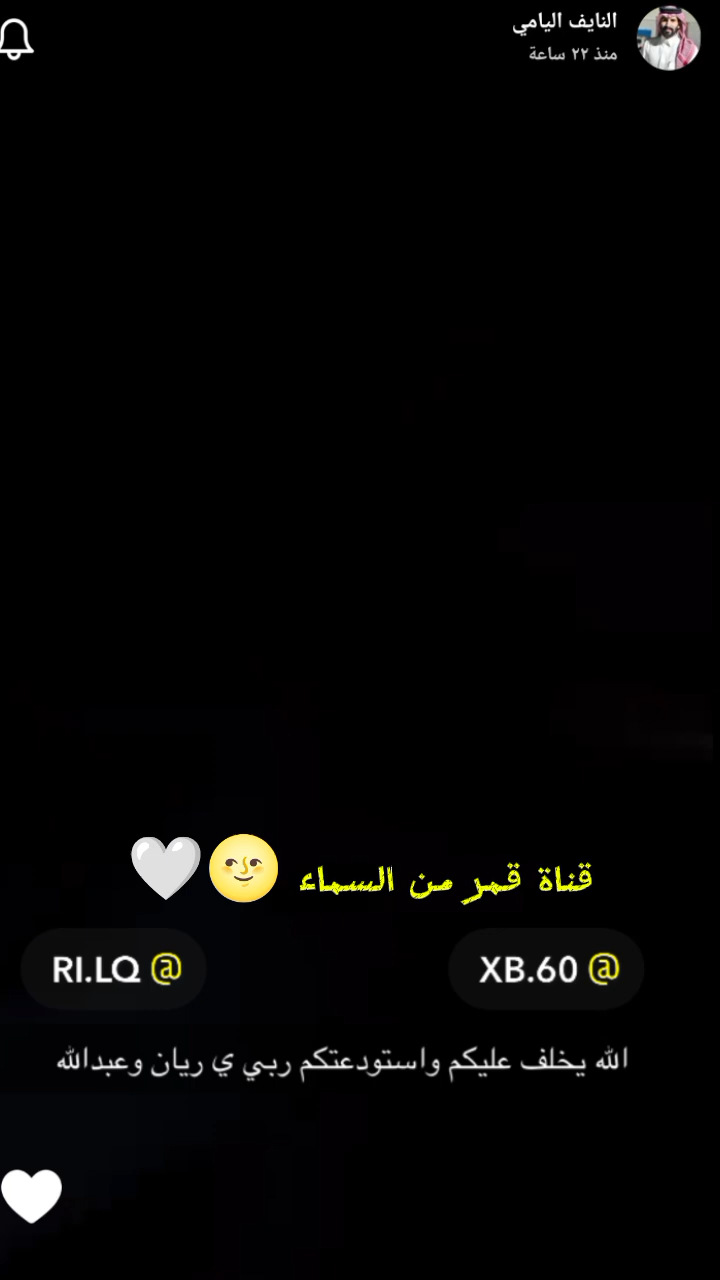 النايف اليامي
منذ ٢٢ ساعة
قناة قمر من السماء 🌝🤍
@XB.60 @RI.LQ
الله يخلف عليكم واستودعتكم ربي ي ريان وعبدالله